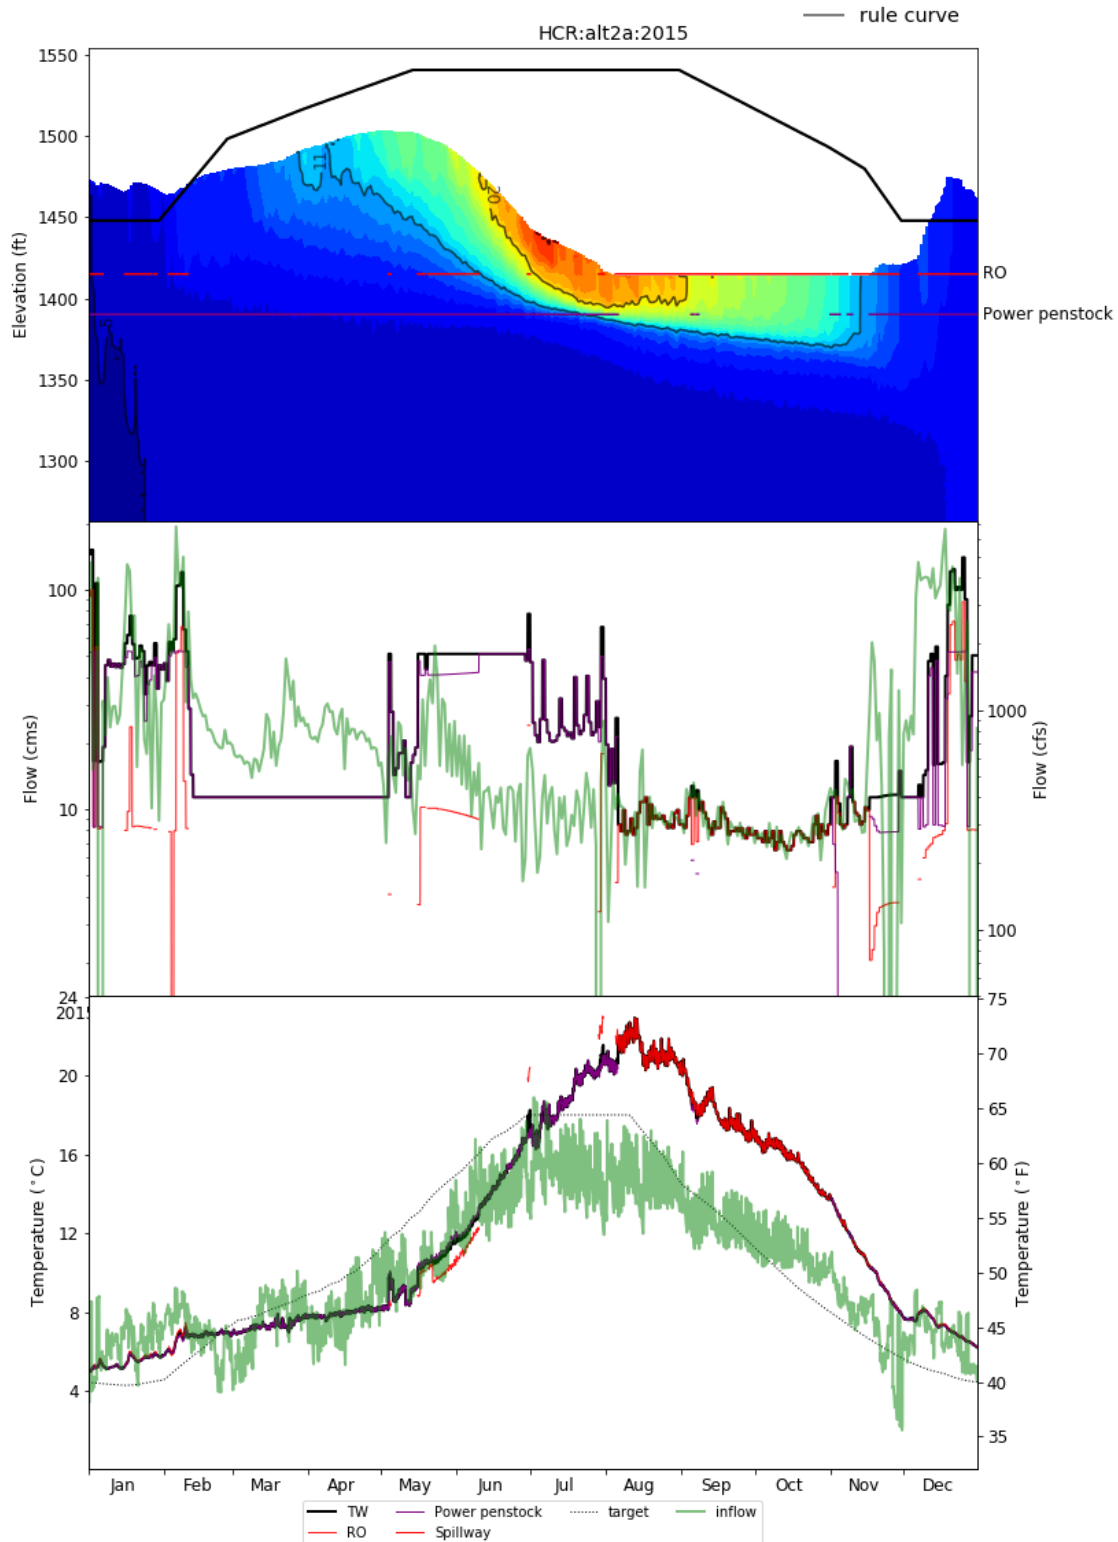 rule curve
HCR:alt2a:2015
1550
1500
1450
1400
1350
1300
Elevation (ft)
11
20
5
RO
Power penstock
100
10
Flow (cms)
1000
100
Flow (cfs)
24
2015
20
16
12
8
4
Temperature (°C)
75
70
65
60
55
50
45
40
35
Temperature (°F)
Jan Feb Mar Apr May Jun Jul Aug Sep Oct Nov Dec
TW Power penstock target inflow
RO Spillway